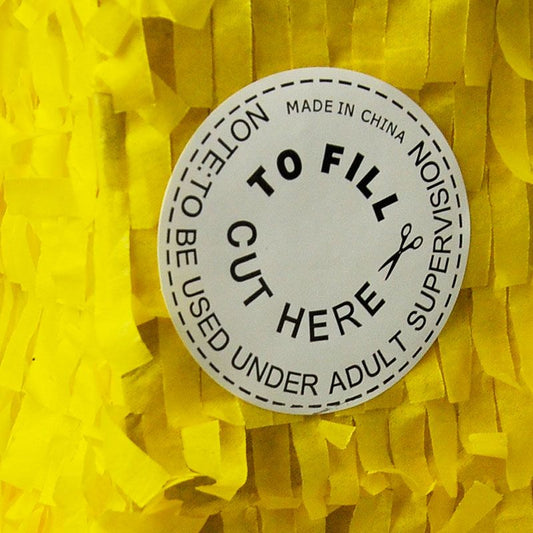 MADE IN CHINA
TO FILL
CUT HERE
NOTE:TO BE USED UNDER ADULT SUPERVISION